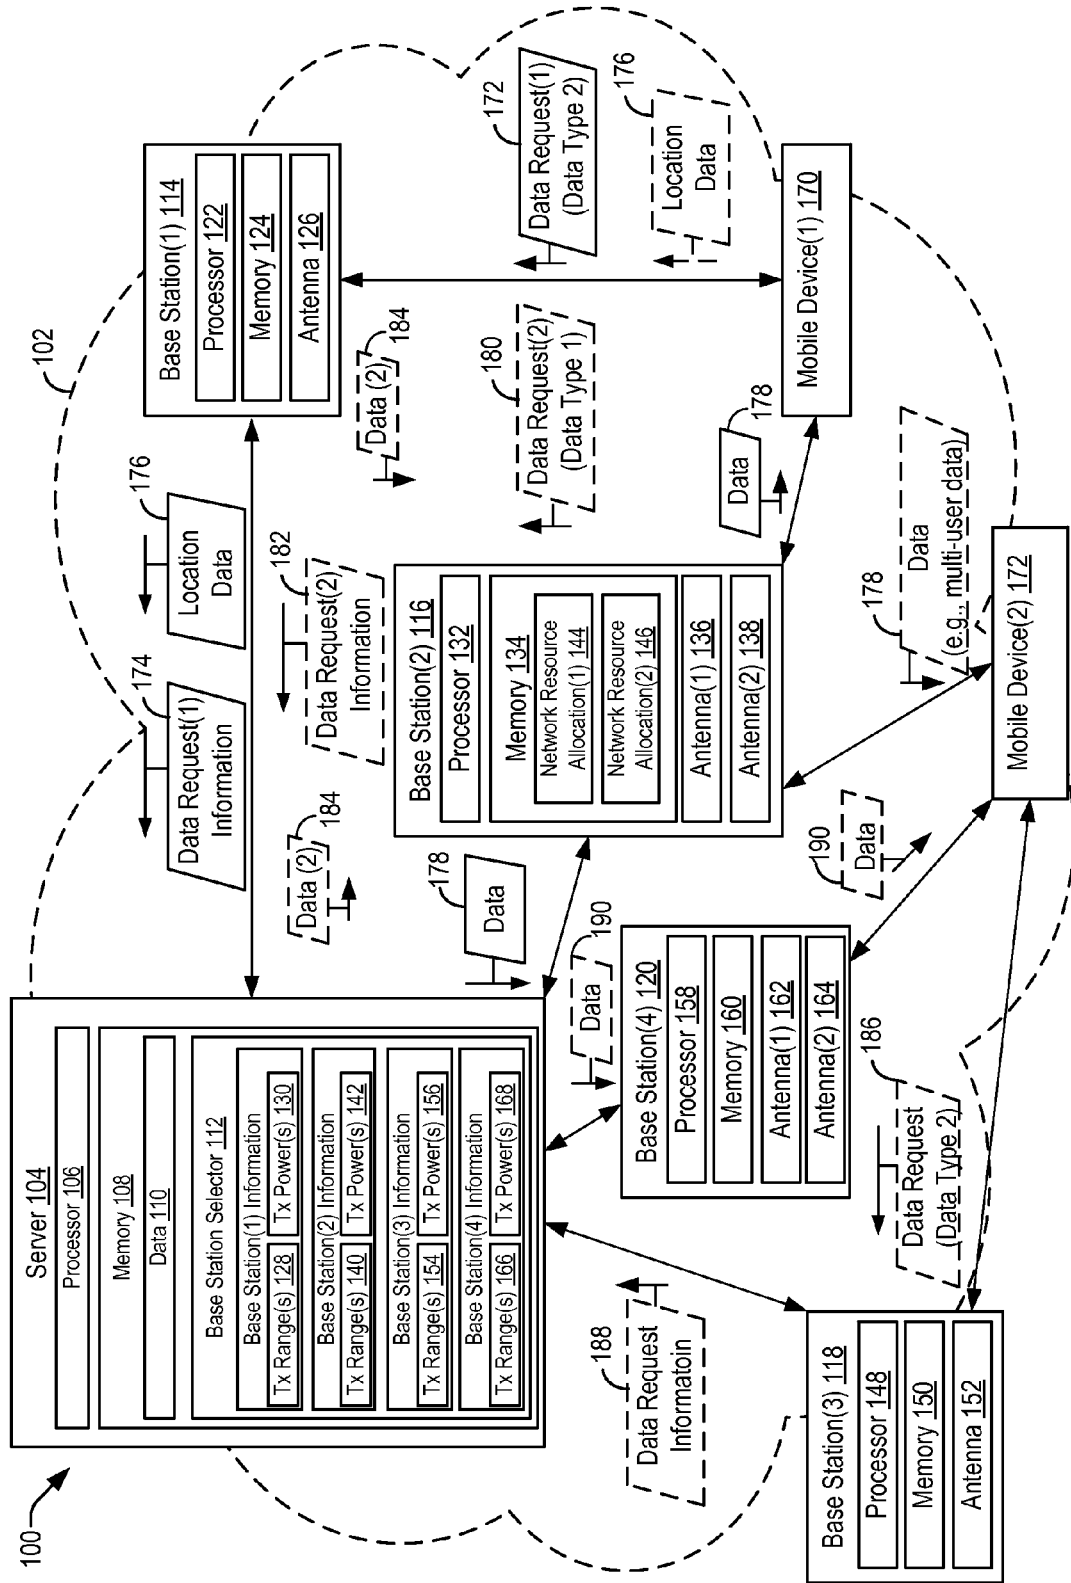 100
102
Server 104
Processor 106
Memory 108
Data 110
Base Station Selector 112
Base Station(1) Information
Tx Range(s) 128
Tx Power(s) 130
Base Station(2) Information
Tx Range(s) 140
Tx Power(s) 142
Base Station(3) Information
Tx Range(s) 154
Tx Power(s) 156
Base Station(4) Information
Tx Range(s) 166
Tx Power(s) 168
174
Data Request(1)
Information
176
Location
Data
Data (2)
184
182
Data Request(2)
Information
Data (2)
184
Base Station(1) 114
Processor 122
Memory 124
Antenna 126
178
Data
Base Station(2) 116
Processor 132
Memory 134
Network Resource
Allocation(1) 144
Network Resource
Allocation(2) 146
Antenna(1) 136
Antenna(2) 138
180
Data Request(2)
(Data Type 1)
172
Data Request(1)
(Data Type 2)
176
Location
Data
Data
178
Mobile Device(1) 170
Data
190
Base Station(4) 120
Processor 158
Memory 160
Antenna(1) 162
Antenna(2) 164
188
Data Request
Informatoin
Base Station(3) 118
Processor 148
Memory 150
Antenna 152
186
Data Request
(Data Type 2)
190
Data
178
Data
(e.g., multi-user data)
Mobile Device(2) 172